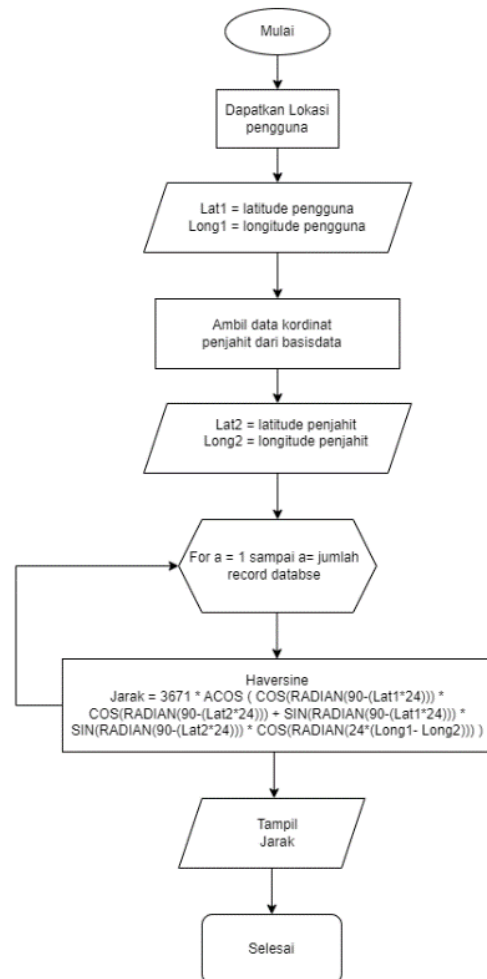 Mulai
Dapatkan Lokasi
pengguna
Lat1 = latitude pengguna
Long1 = longitude pengguna
Ambil data kordinat
penjahit dari basisdata
Lat2 = latitude penjahit
Long2 = longitude penjahit
For a = 1 sampai a= jumlah
record databse
Haversine
Jarak = 3671 * ACOS ( COS(RADIAN(90-(Lat1*24))) *
COS(RADIAN(90-(Lat2*24))) + SIN(RADIAN(90-(Lat1*24))) *
SIN(RADIAN(90-(Lat2*24))) * COS(RADIAN(24*(Long1- Long2))) )
Tampil
Jarak
Selesai